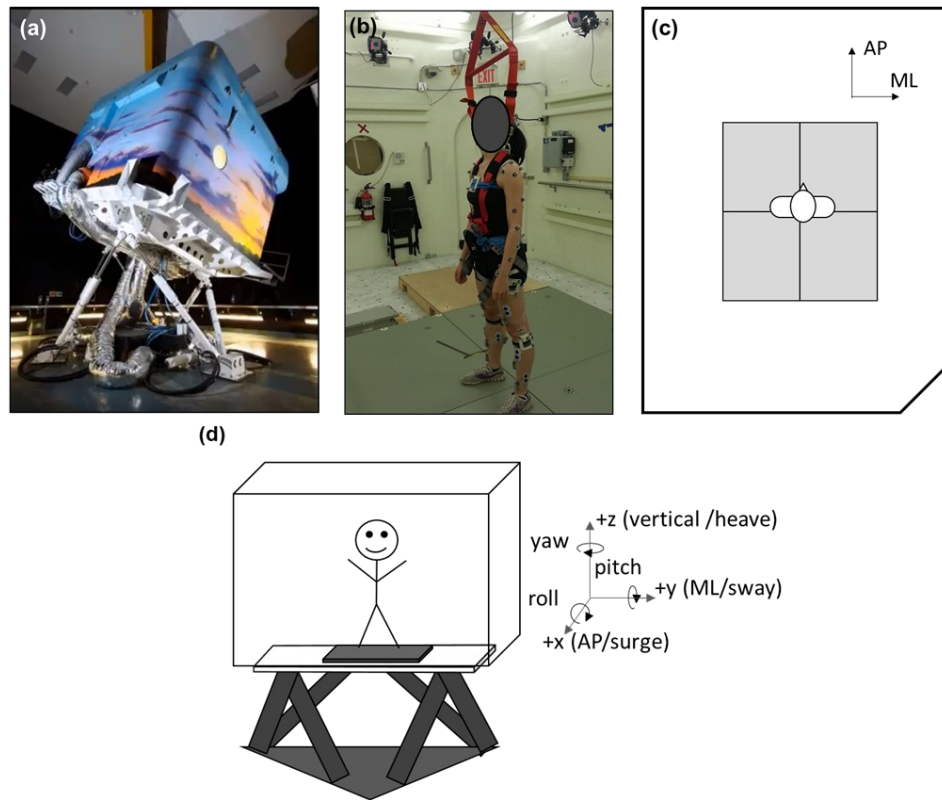 (a)
(b)
EXIT
(c)
AP
ML
(d)
+z (vertical /heave)
yaw
pitch
+y (ML/sway)
roll
+x (AP/surge)